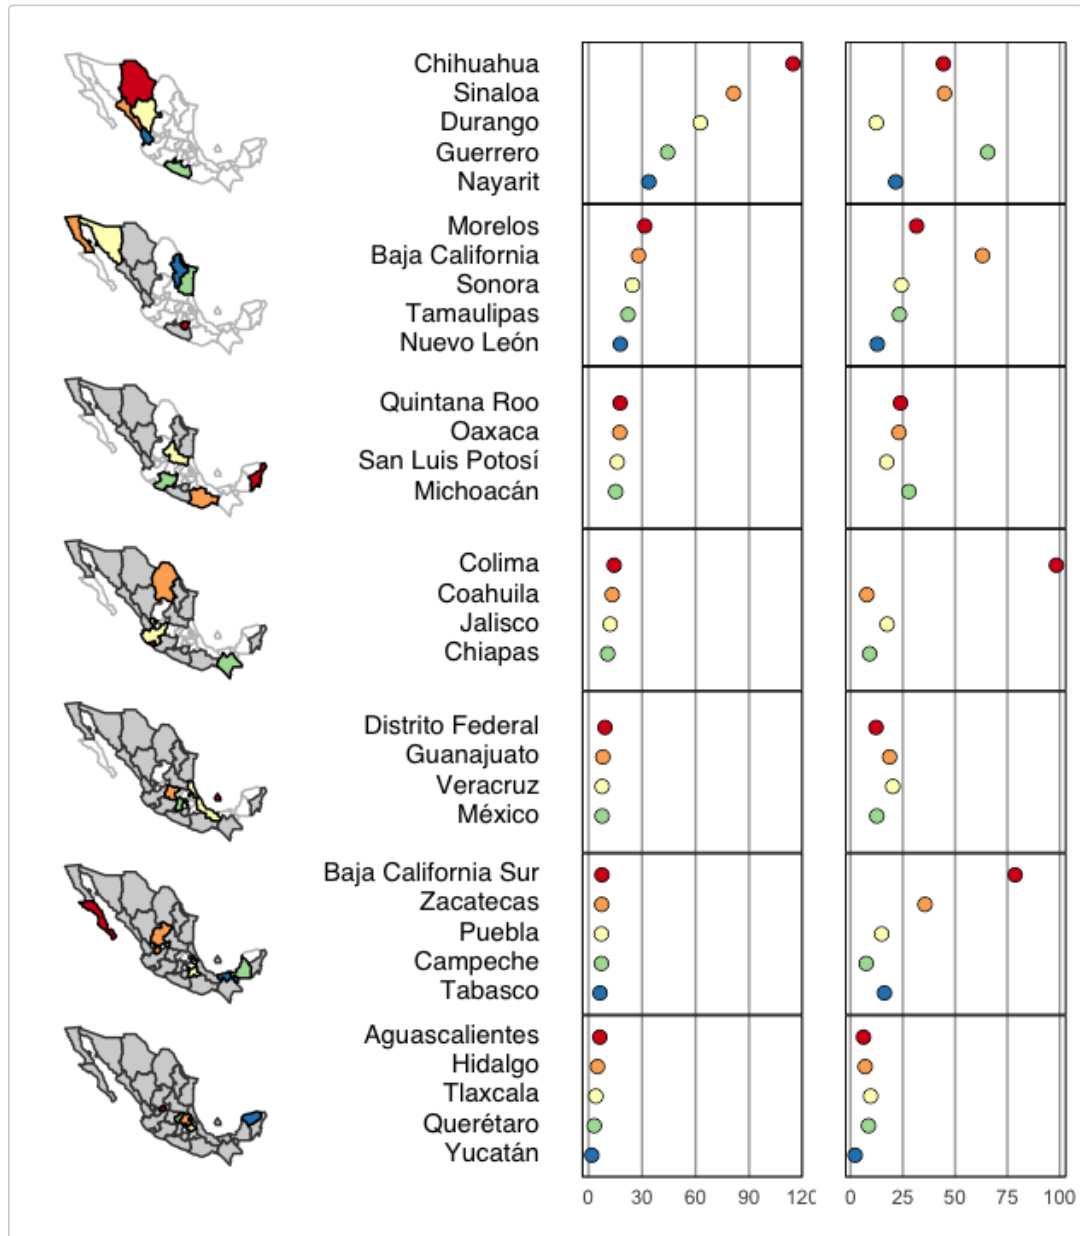 Chihuahua
Sinaloa
Durango
Guerrero
Nayarit
Morelos
Baja California
Sonora
Tamaulipas
Nuevo León
Quintana Roo
Oaxaca
San Luis Potosí
Michoacán
Colima
Coahuila
Jalisco
Chiapas
Distrito Federal
Guanajuato
Veracruz
México
Baja California Sur
Zacatecas
Puebla
Campeche
Tabasco
Aguascalientes
Hidalgo
Tlaxcala
Querétaro
Yucatán
0 30 60 90 120 0 25 50 75 100